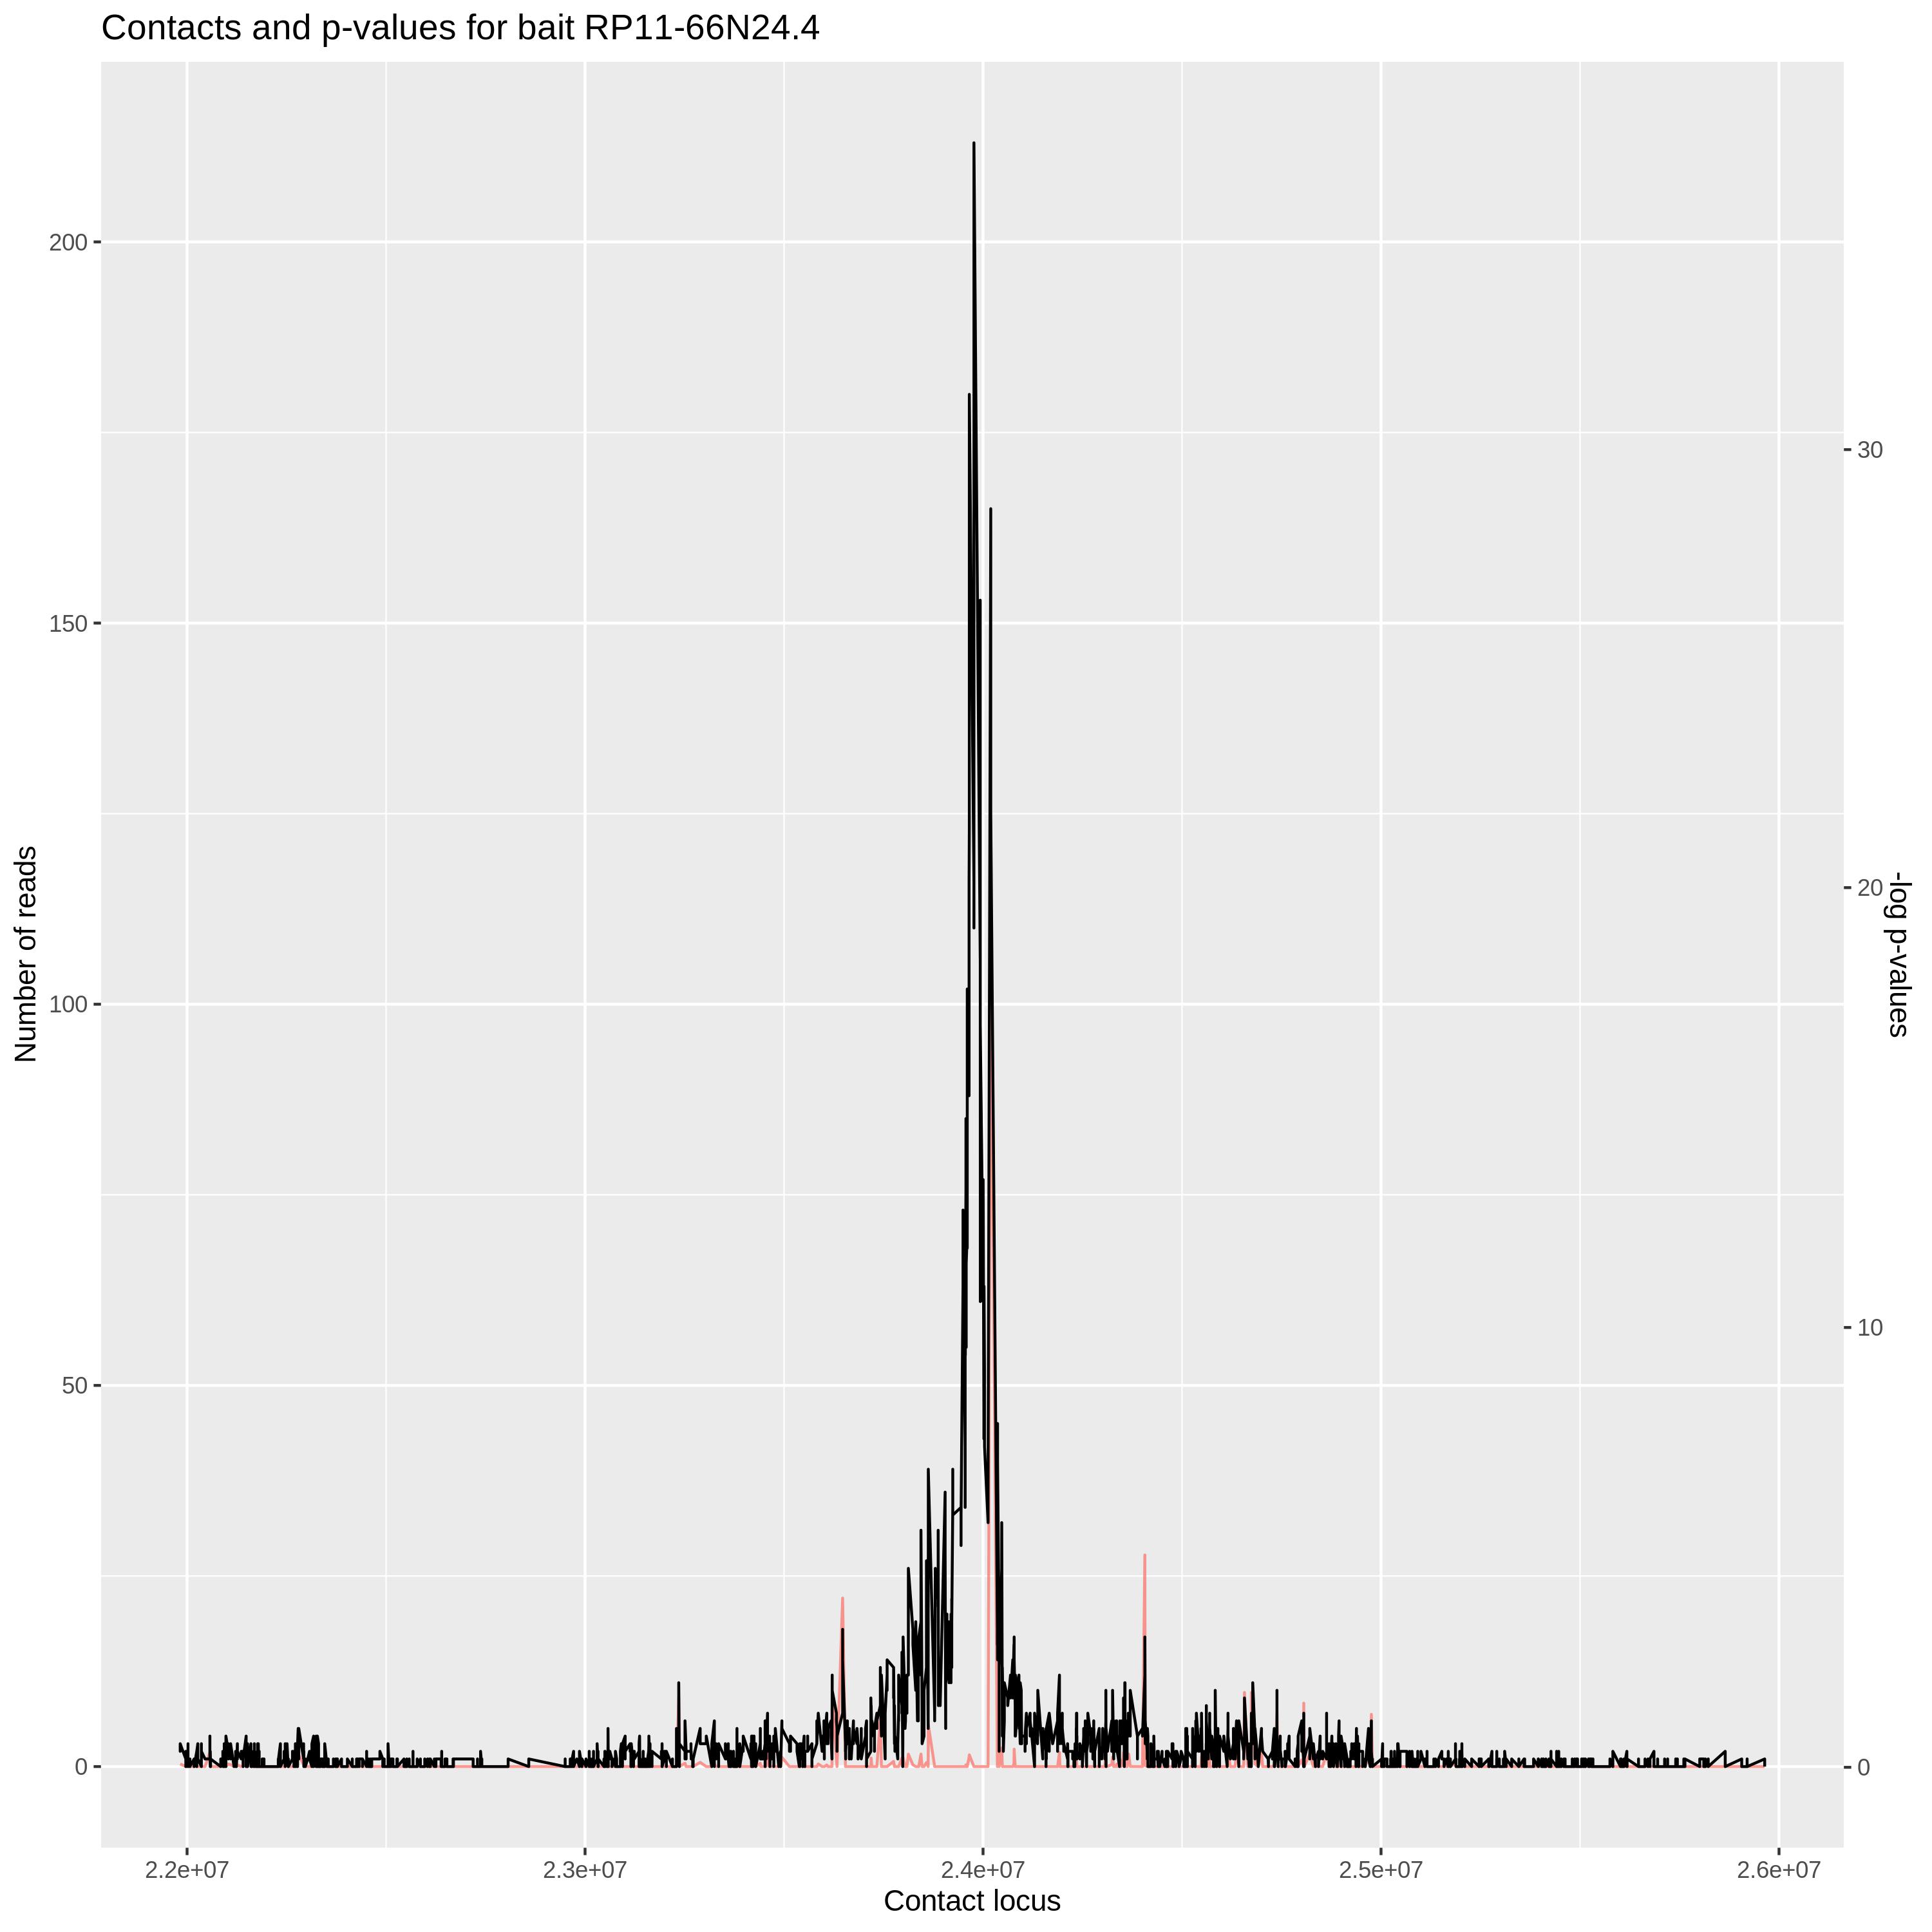 Contacts and p-values for bait RP11-66N24.4
Number of reads
200
150
100
50
0
30
20
10
0
-log p-values
2.2e+07 2.3e+07 2.4e+07 2.5e+07 2.6e+07
Contact locus